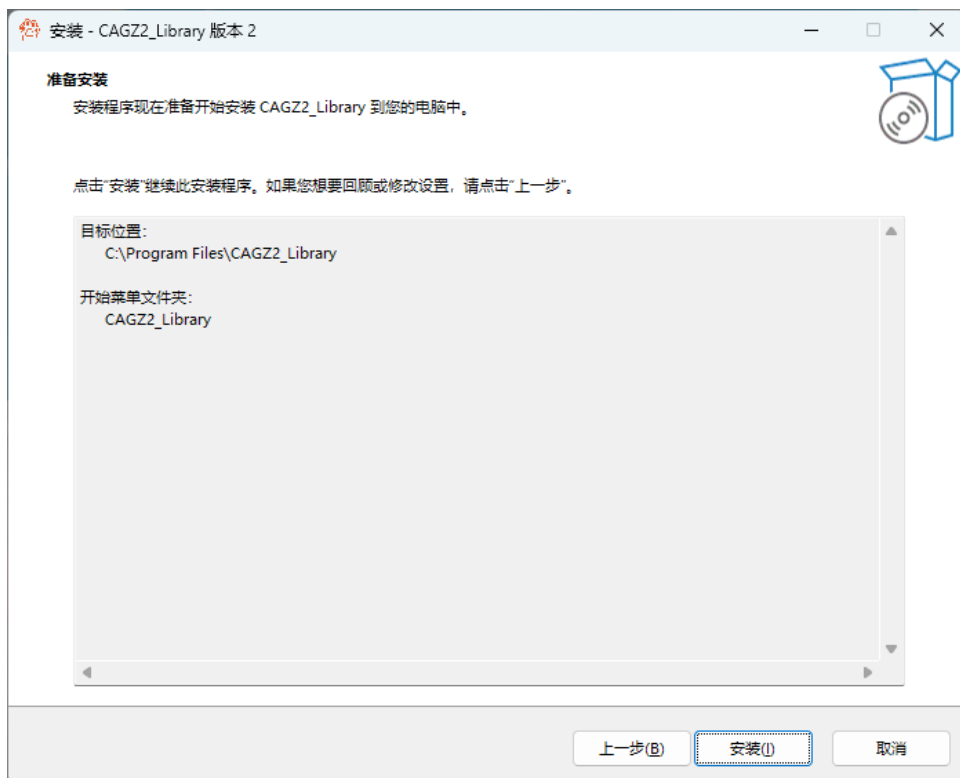 安装 - CAGZ2_Library 版本 2
准备安装
安装程序现在准备开始安装 CAGZ2_Library 到您的电脑中。
点击“安装”继续此安装程序。如果您想要回顾或修改设置，请点击“上一步”。
目标位置:
C:\Program Files\CAGZ2_Library
开始菜单文件夹:
CAGZ2_Library
上一步(B)
安装(I)
取消